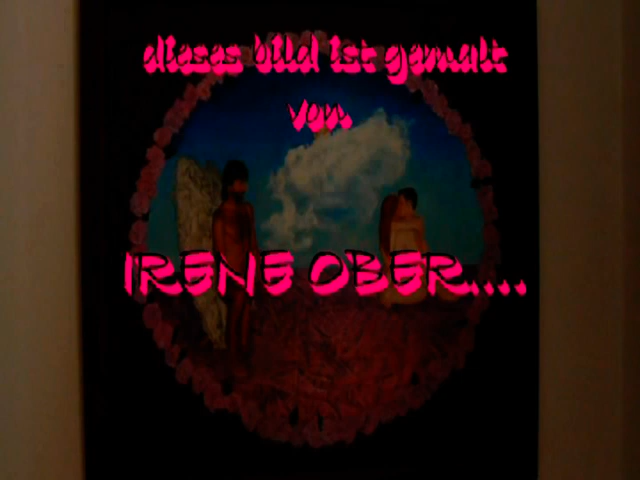 dieses bild ist gemalt
von
IRENE OBER....